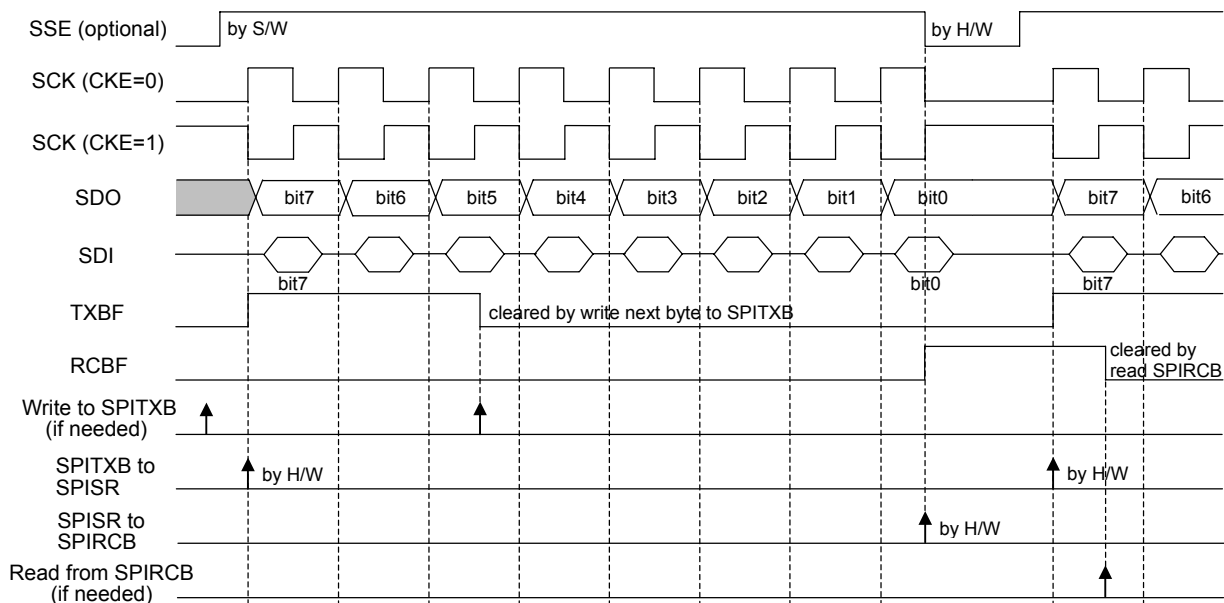 SSE (optional) by S/W by H/W
SCK (CKE=0)
SCK (CKE=1)
SDO bit7 bit6 bit5 bit4 bit3 bit2 bit1 bit0 bit7 bit6
SDI
bit7 bit0 bit7
TXBF cleared by write next byte to SPITXB
RCBF cleared by
read SPIRCB
Write to SPITXB
(if needed)
SPITXB to
SPISR by H/W by H/W
SPISR to
SPIRCB by H/W
Read from SPIRCB
(if needed)